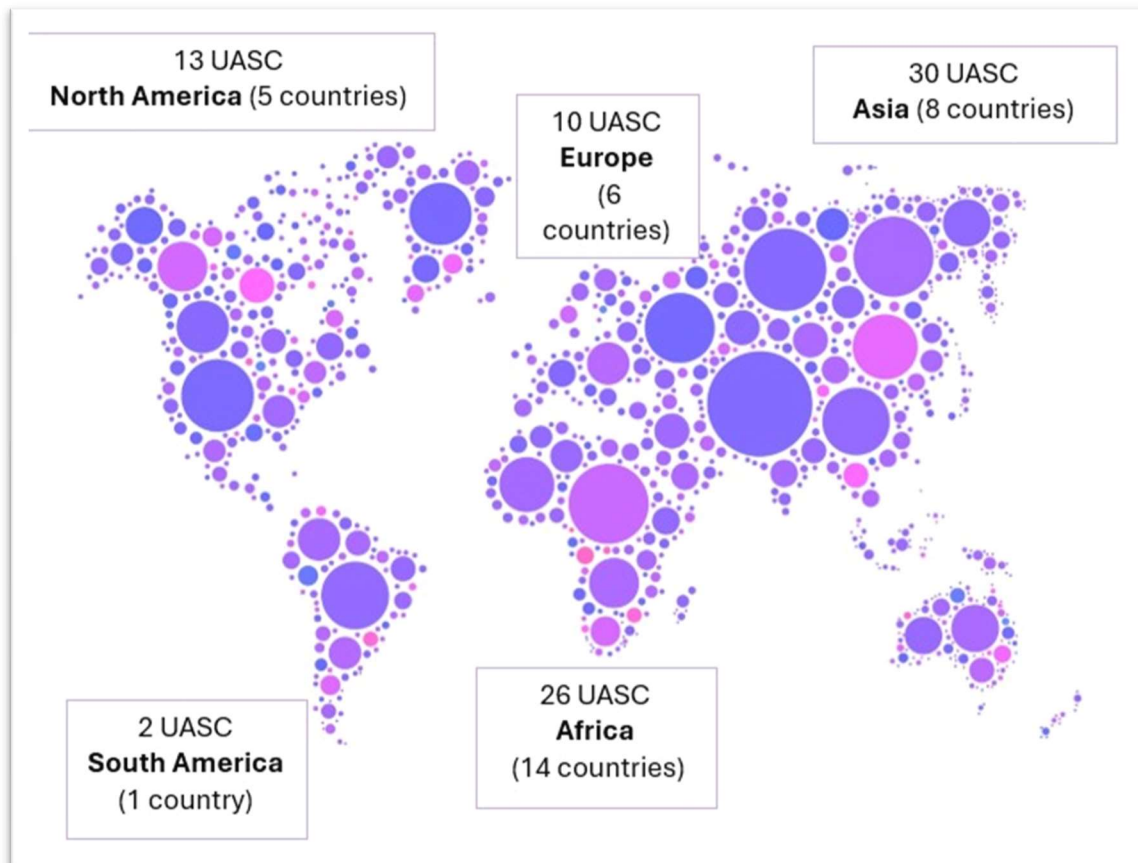 13 UASC
North America (5 countries)
30 UASC
Asia (8 countries)
10 UASC
Europe
(6
countries)
2 UASC
South America
(1 country)
26 UASC
Africa
(14 countries)